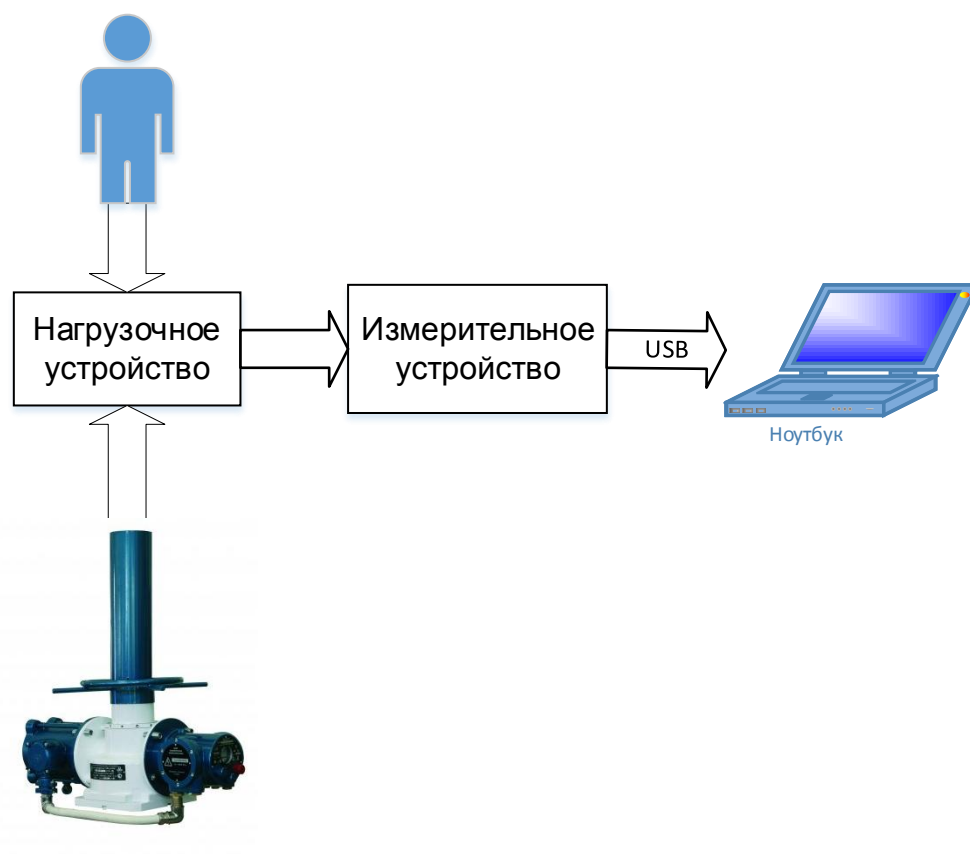 Нагрузочное
устройство
Измерительное
устройство
USB
Ноутбук